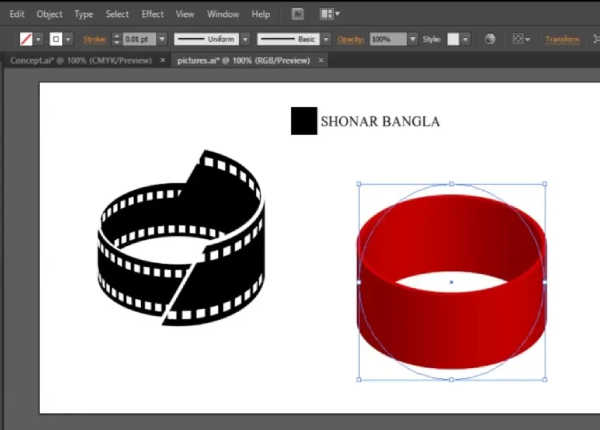 Edit Object Type Select Effect View Window Help Br
Stroke: 0.01 pt Uniform Basic Opacity: 100% Style: Transform
Concept.ai* @ 100% (CMYK/Preview) × pictures.ai* @ 100% (RGB/Preview) ×
SHONAR BANGLA